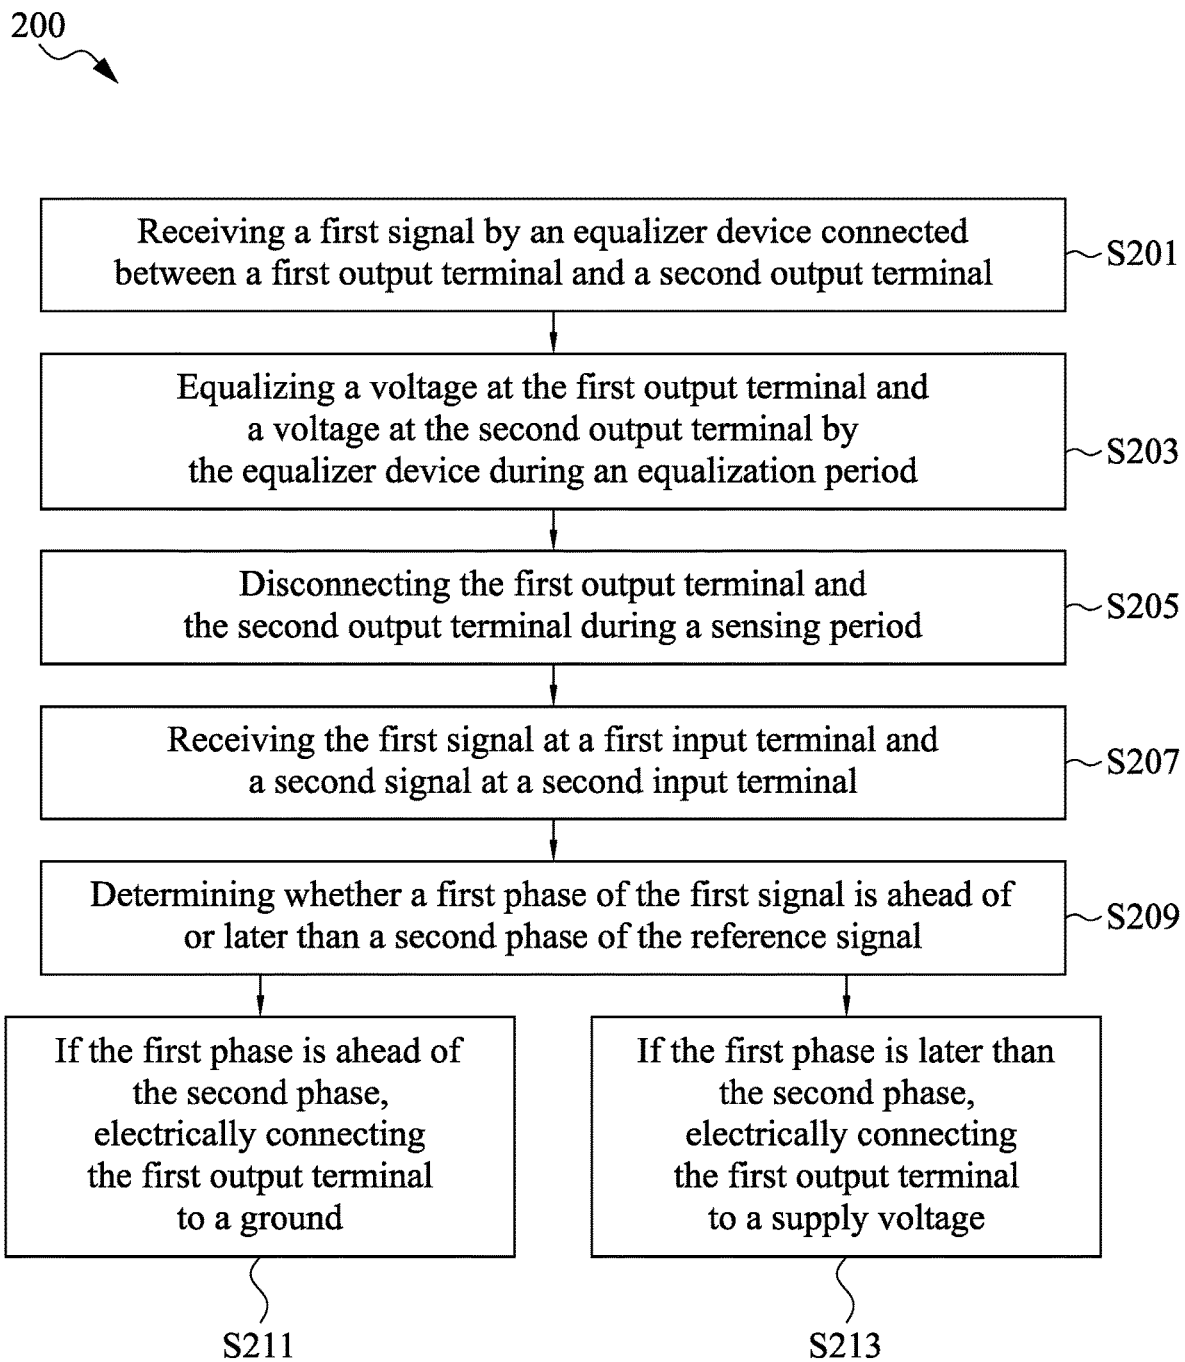 200
Receiving a first signal by an equalizer device connected
between a first output terminal and a second output terminal
S201
Equalizing a voltage at the first output terminal and
a voltage at the second output terminal by
the equalizer device during an equalization period
S203
Disconnecting the first output terminal and
the second output terminal during a sensing period
S205
Receiving the first signal at a first input terminal and
a second signal at a second input terminal
S207
Determining whether a first phase of the first signal is ahead of
or later than a second phase of the reference signal
S209
If the first phase is ahead of
the second phase,
electrically connecting
the first output terminal
to a ground
S211
If the first phase is later than
the second phase,
electrically connecting
the first output terminal
to a supply voltage
S213